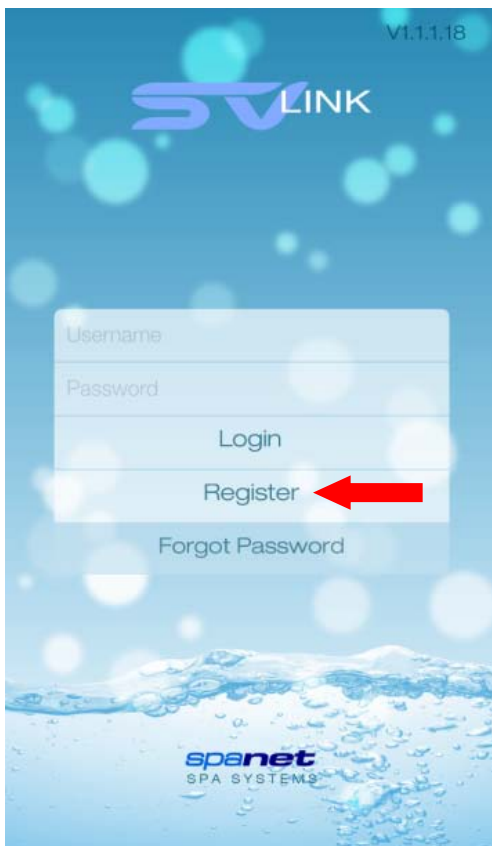 V1.1.1.18
SV LINK
Username
Password
Login
Register
Forgot Password
spanet
SPA SYSTEMS